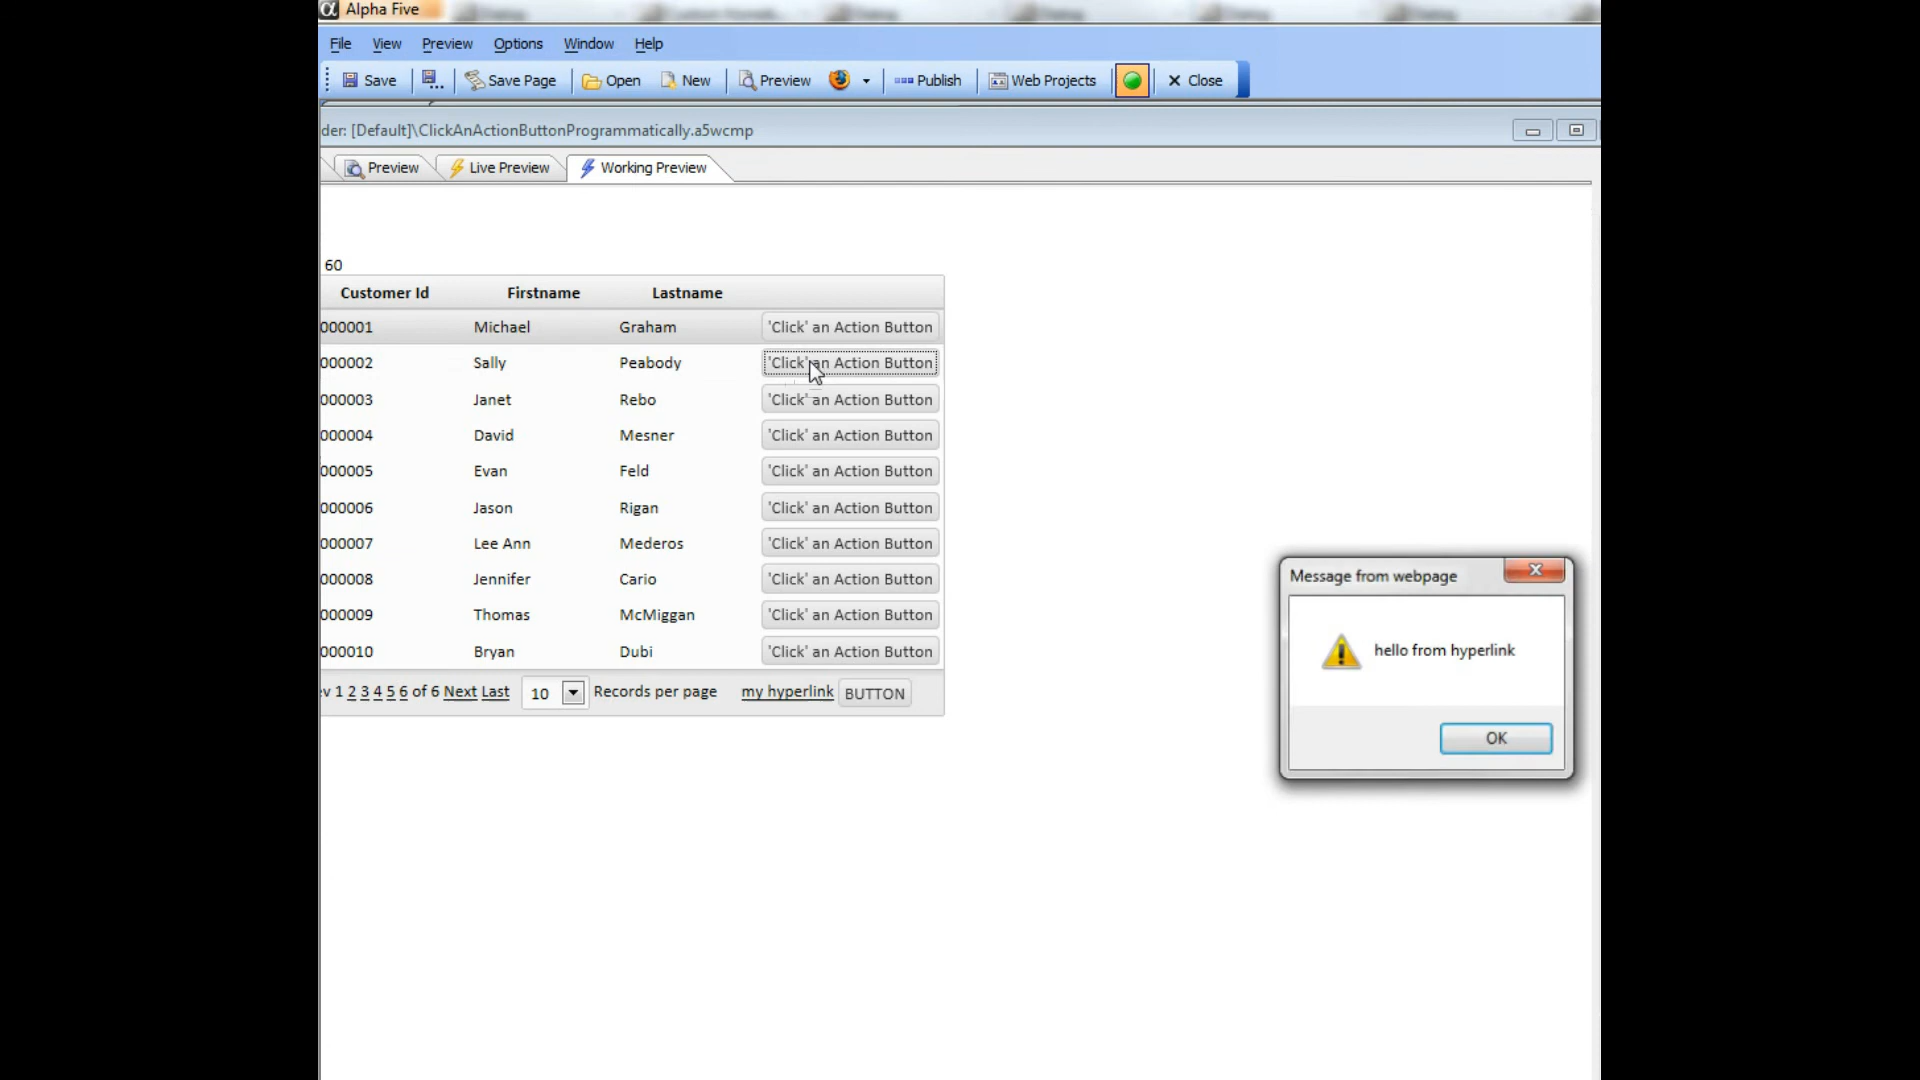 Alpha Five
File View Preview Options Window Help
Save Save Page Open New Preview Publish Web Projects Close
der: [Default]\ClickAnActionButtonProgrammatically.a5wcmp
Preview Live Preview Working Preview
60
Customer Id Firstname Lastname
000001 Michael Graham 'Click' an Action Button
000002 Sally Peabody 'Click' an Action Button
000003 Janet Rebo 'Click' an Action Button
000004 David Mesner 'Click' an Action Button
000005 Evan Feld 'Click' an Action Button
000006 Jason Rigan 'Click' an Action Button
000007 Lee Ann Mederos 'Click' an Action Button
000008 Jennifer Cario 'Click' an Action Button
000009 Thomas McMiggan 'Click' an Action Button
000010 Bryan Dubi 'Click' an Action Button
v 1 2 3 4 5 6 of 6 Next Last 10 Records per page my hyperlink BUTTON
Message from webpage
hello from hyperlink
OK